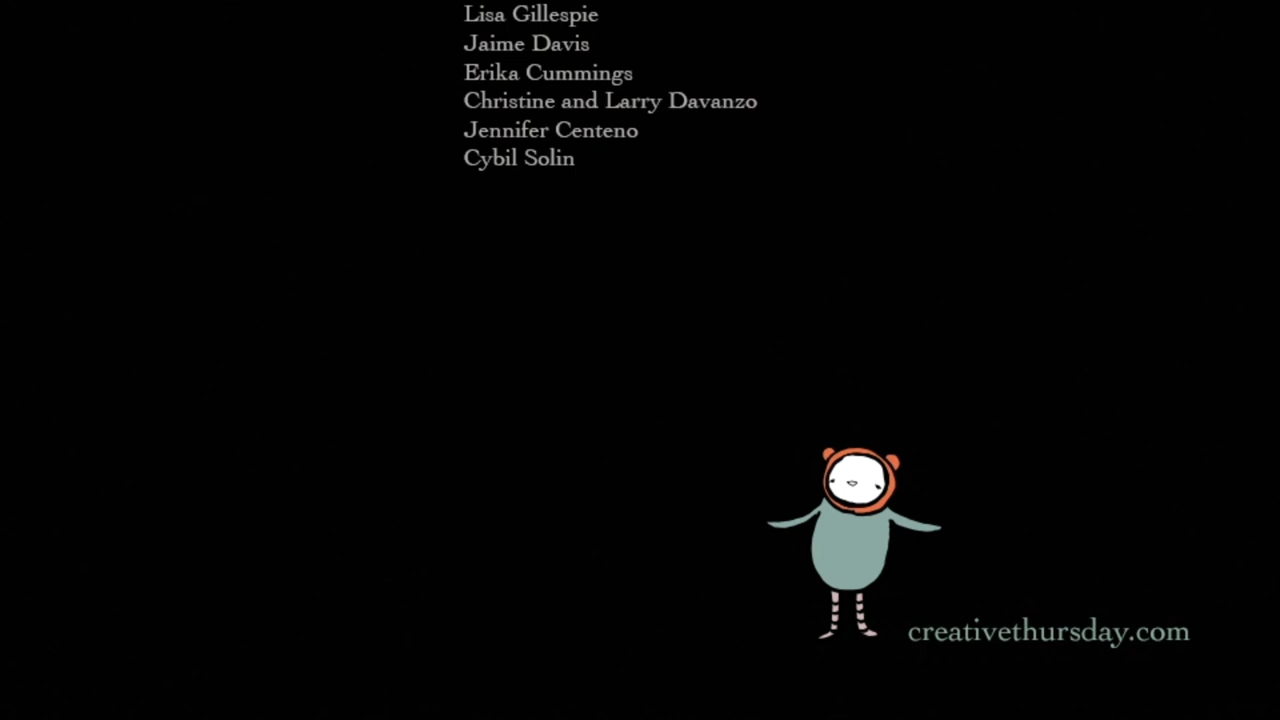 Lisa Gillespie
Jaime Davis
Erika Cummings
Christine and Larry Davanzo
Jennifer Centeno
Cybil Solin
creativethursday.com